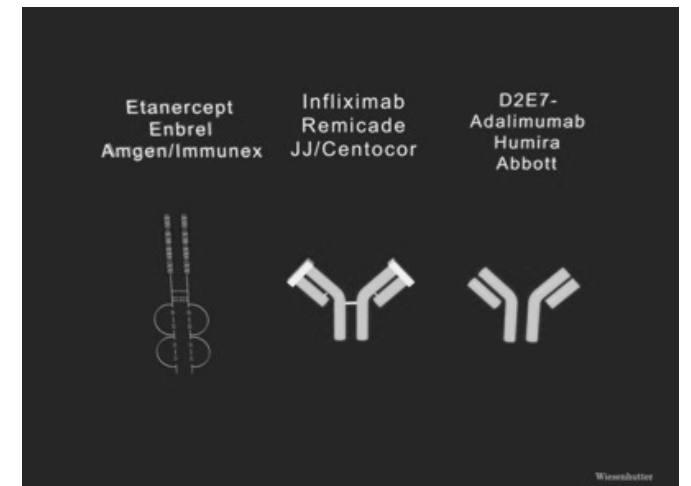 Etanercept
Enbrel
Amgen/Immunex
Infliximab
Remicade
JJ/Centocor
D2E7-
Adalimumab
Humira
Abbott
Wiesenhutter